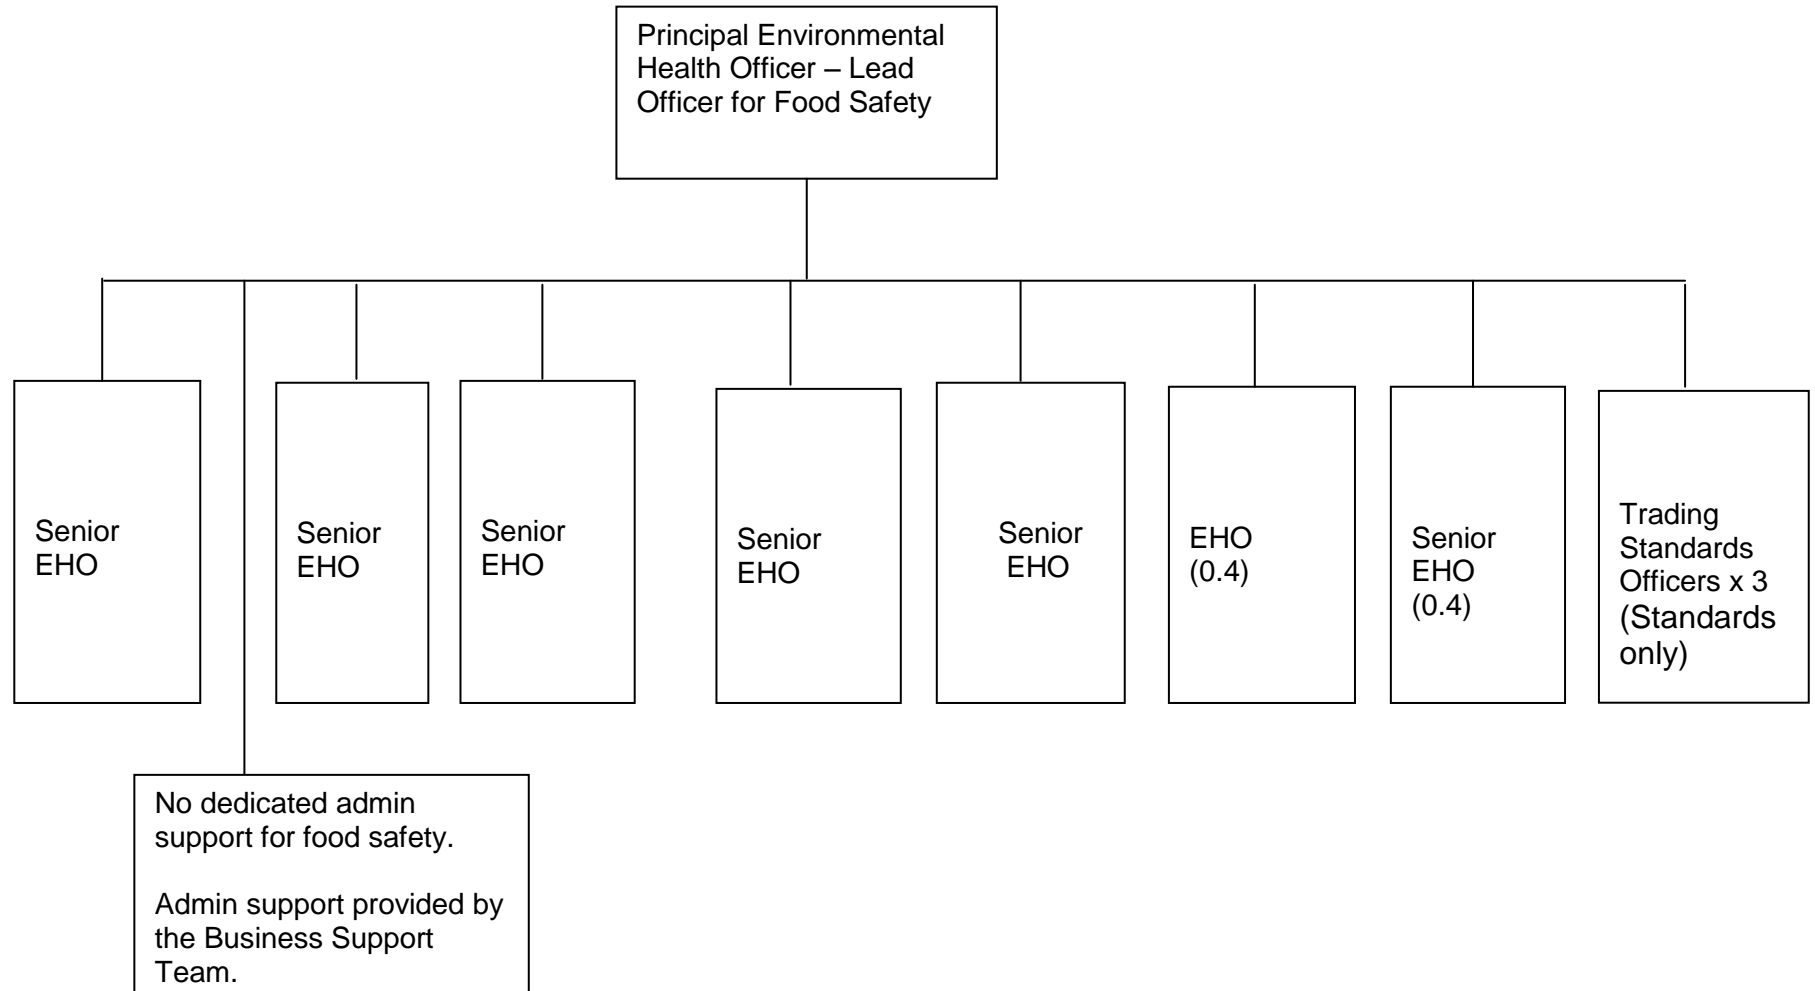 Principal Environmental
Health Officer – Lead
Officer for Food Safety
Senior
EHO
Senior
EHO
Senior
EHO
Senior
EHO
Senior
EHO
EHO
(0.4)
Senior
EHO
(0.4)
Trading
Standards
Officers x 3
(Standards
only)
No dedicated admin
support for food safety.
Admin support provided by
the Business Support
Team.